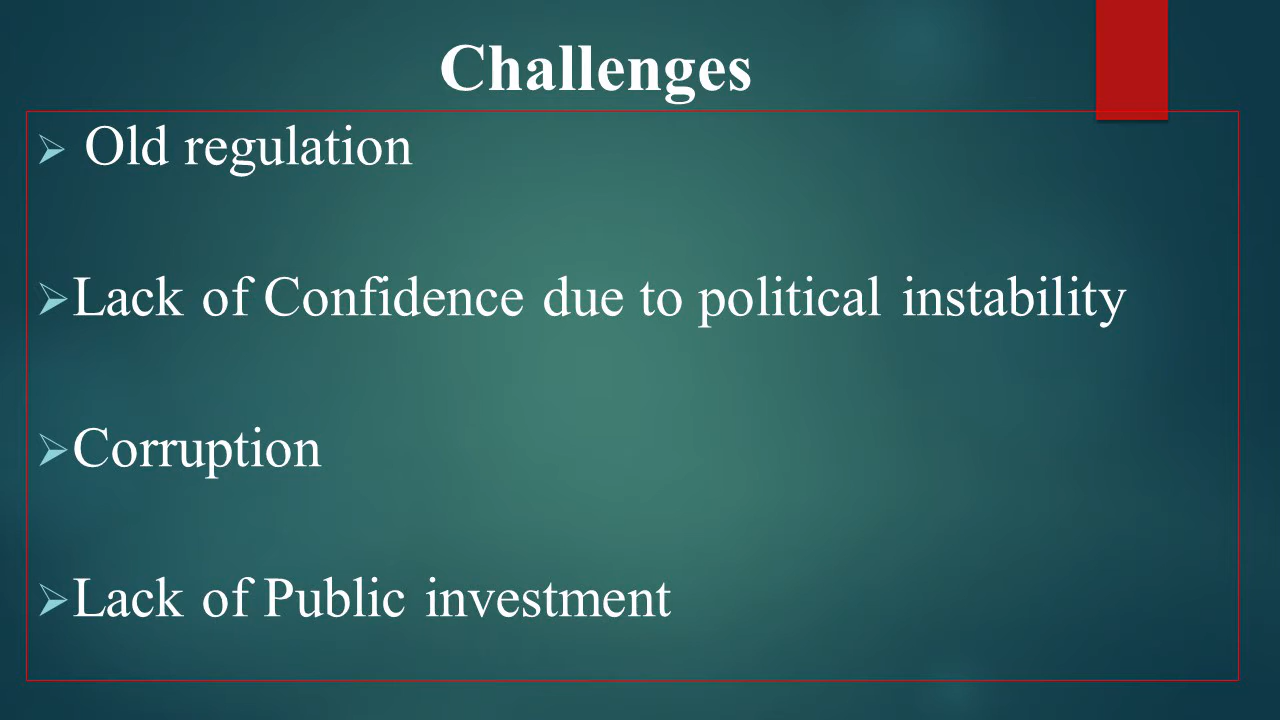 Challenges
Old regulation
Lack of Confidence due to political instability
Corruption
Lack of Public investment